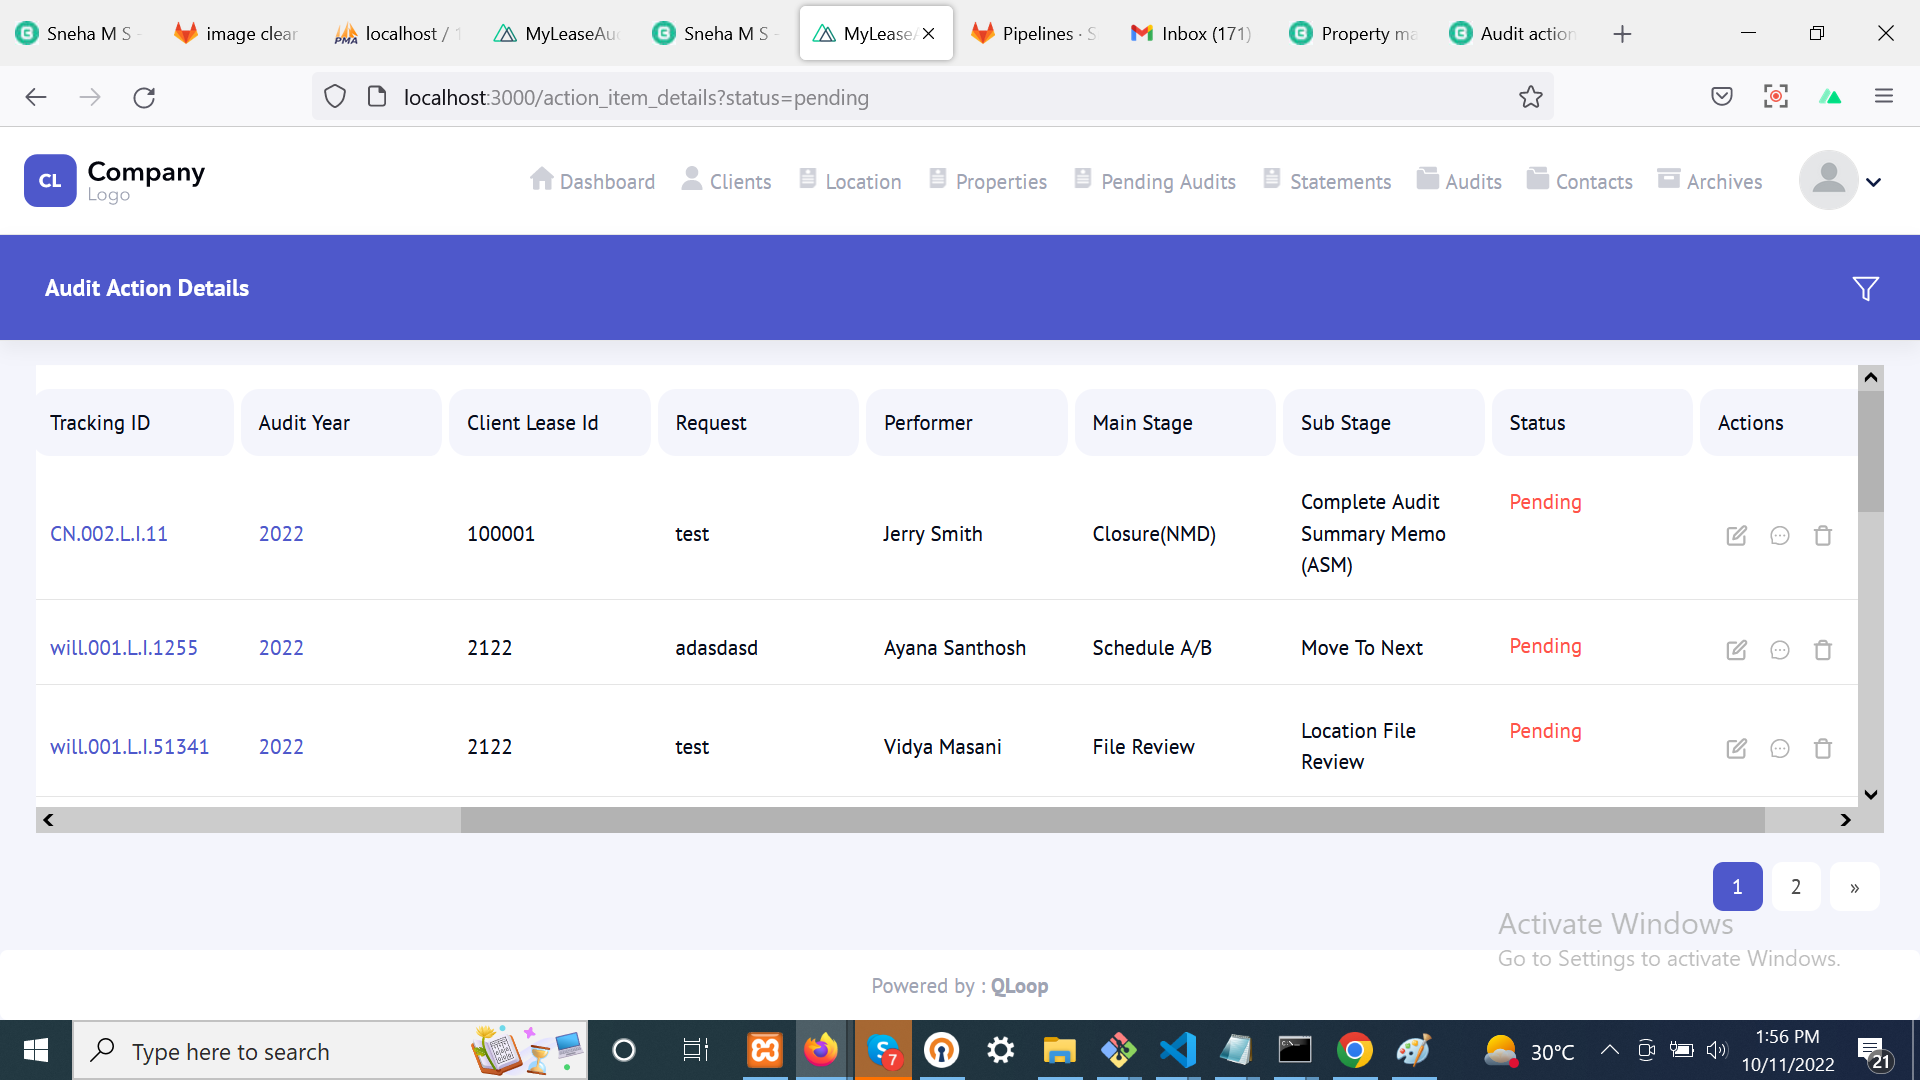 Sneha M S -
image clear
localhost / 1
MyLeaseAu
Sneha M S -
MyLeaseA
Pipelines · S
Inbox (171)
Property ma
Audit action
localhost:3000/action_item_details?status=pending
CL
Company
Logo
Dashboard
Clients
Location
Properties
Pending Audits
Statements
Audits
Contacts
Archives
Audit Action Details
Tracking ID Audit Year Client Lease Id Request Performer Main Stage Sub Stage Status Actions
CN.002.L.I.11 2022 100001 test Jerry Smith Closure(NMD) Complete Audit Summary Memo (ASM) Pending
will.001.L.I.1255 2022 2122 adasdasd Ayana Santhosh Schedule A/B Move To Next Pending
will.001.L.I.51341 2022 2122 test Vidya Masani File Review Location File Review Pending
1 2 »
Activate Windows
Go to Settings to activate Windows.
Powered by : QLoop
Type here to search
7
30°C
1:56 PM
10/11/2022
21